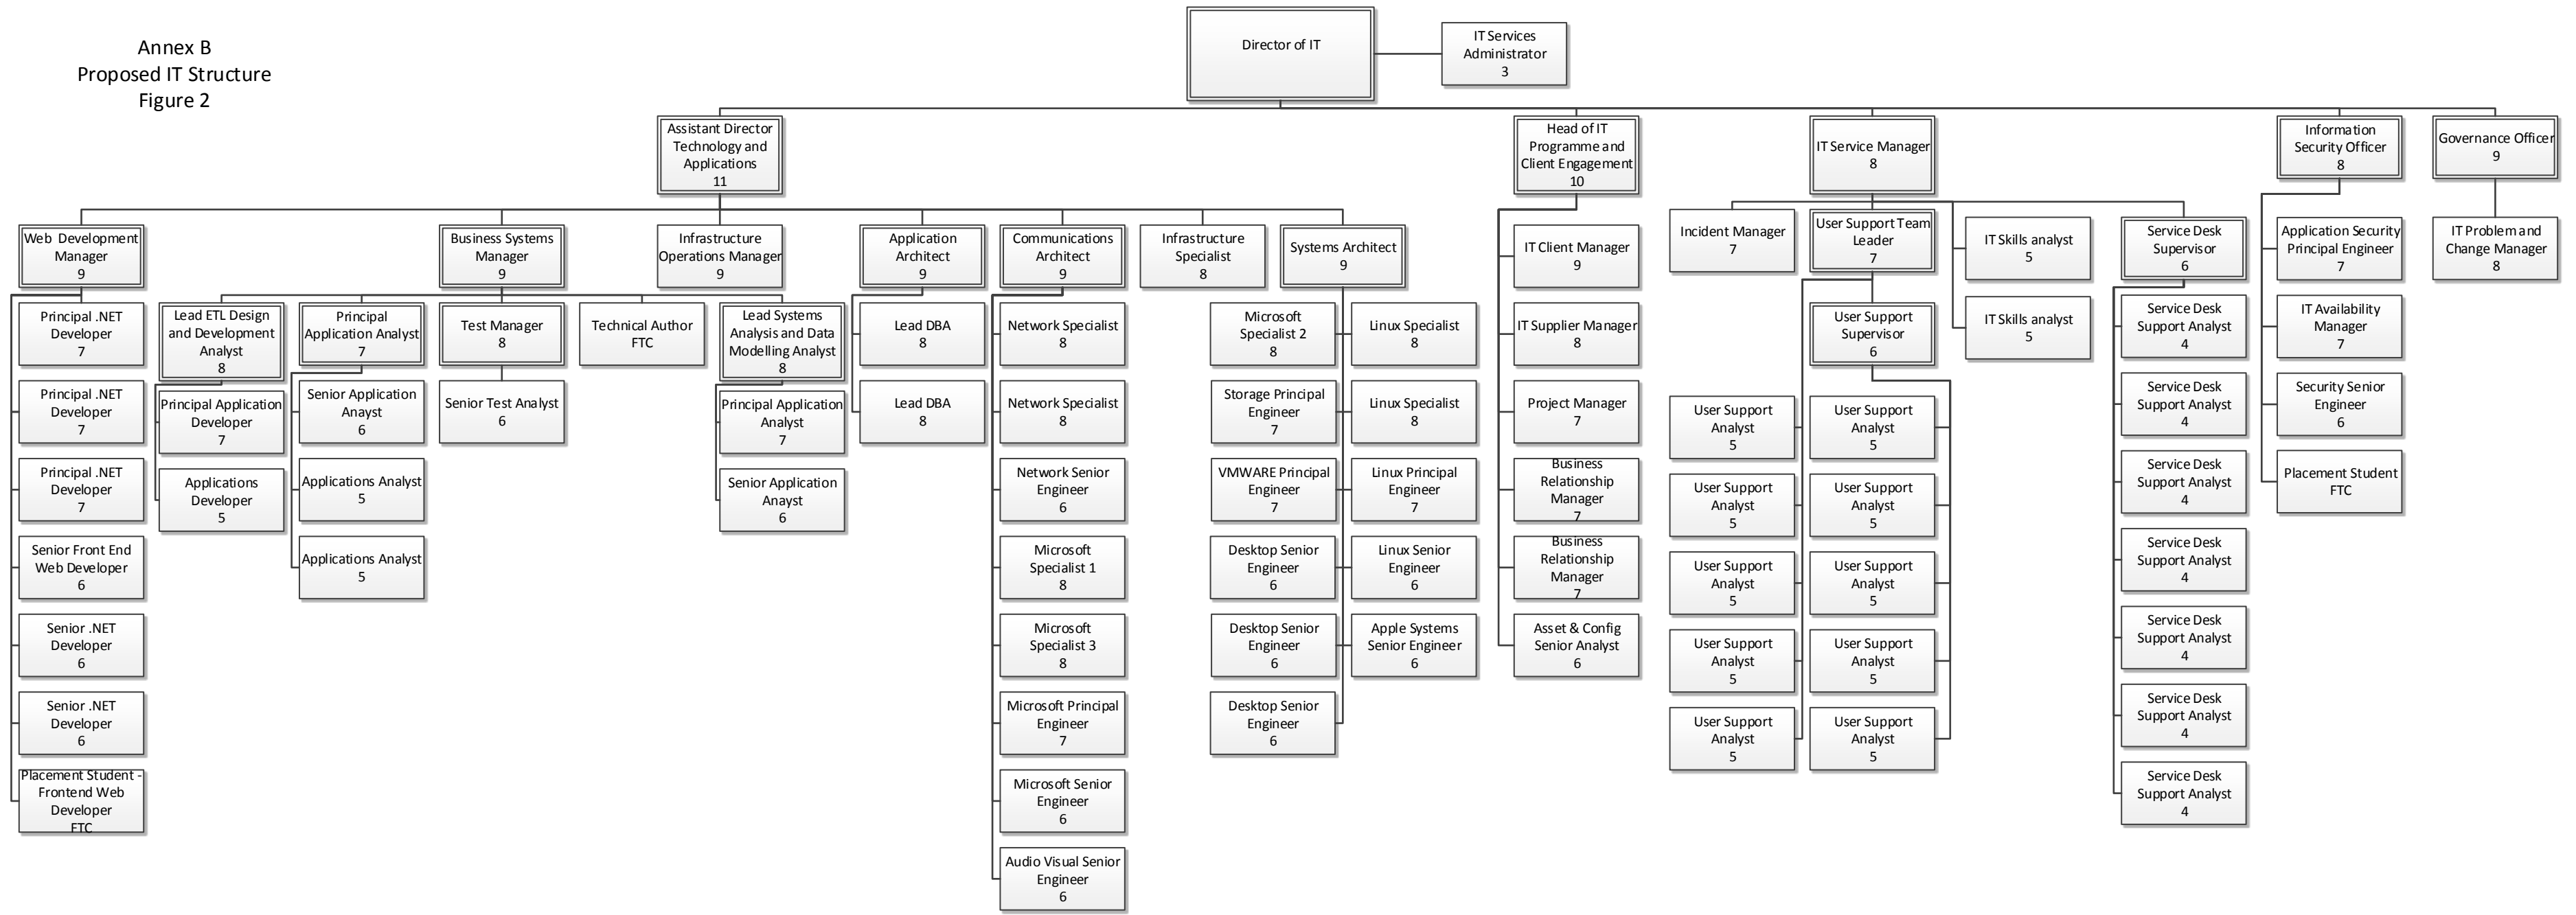 Annex B
Proposed IT Structure
Figure 2
Director of IT
IT Services
Administrator
3
Assistant Director
Technology and
Applications
11
Head of IT
Programme and
Client Engagement
10
IT Service Manager
8
Information
Security Officer
8
Governance Officer
9
Web Development
Manager
9
Business Systems
Manager
9
Infrastructure
Operations Manager
9
Application
Architect
9
Communications
Architect
9
Infrastructure
Specialist
8
Systems Architect
9
Principal .NET
Developer
7
Principal .NET
Developer
7
Principal .NET
Developer
7
Senior Front End
Web Developer
6
Senior .NET
Developer
6
Senior .NET
Developer
6
Placement Student -
Frontend Web
Developer
FTC
Lead ETL Design
and Development
Analyst
8
Principal Application
Developer
7
Applications
Developer
5
Principal
Application Analyst
7
Senior Application
Anayst
6
Applications Analyst
5
Applications Analyst
5
Test Manager
8
Senior Test Analyst
6
Technical Author
FTC
Lead Systems
Analysis and Data
Modelling Analyst
8
Principal Application
Analyst
7
Senior Application
Anayst
6
Lead DBA
8
Lead DBA
8
Network Specialist
8
Network Specialist
8
Network Senior
Engineer
6
Microsoft
Specialist 1
8
Microsoft
Specialist 3
8
Microsoft Principal
Engineer
7
Microsoft Senior
Engineer
6
Audio Visual Senior
Engineer
6
Microsoft
Specialist 2
8
Storage Principal
Engineer
7
VMWARE Principal
Engineer
7
Desktop Senior
Engineer
6
Desktop Senior
Engineer
6
Desktop Senior
Engineer
6
Linux Specialist
8
Linux Specialist
8
Linux Principal
Engineer
7
Linux Senior
Engineer
6
Apple Systems
Senior Engineer
6
IT Client Manager
9
IT Supplier Manager
8
Project Manager
7
Business
Relationship
Manager
7
Business
Relationship
Manager
7
Asset & Config
Senior Analyst
6
Incident Manager
7
User Support Team
Leader
7
User Support
Supervisor
6
User Support
Analyst
5
User Support
Analyst
5
User Support
Analyst
5
User Support
Analyst
5
User Support
Analyst
5
User Support
Analyst
5
User Support
Analyst
5
User Support
Analyst
5
User Support
Analyst
5
User Support
Analyst
5
IT Skills analyst
5
IT Skills analyst
5
Service Desk
Supervisor
6
Service Desk
Support Analyst
4
Service Desk
Support Analyst
4
Service Desk
Support Analyst
4
Service Desk
Support Analyst
4
Service Desk
Support Analyst
4
Service Desk
Support Analyst
4
Service Desk
Support Analyst
4
Application Security
Principal Engineer
7
IT Availability
Manager
7
Security Senior
Engineer
6
Placement Student
FTC
IT Problem and
Change Manager
8